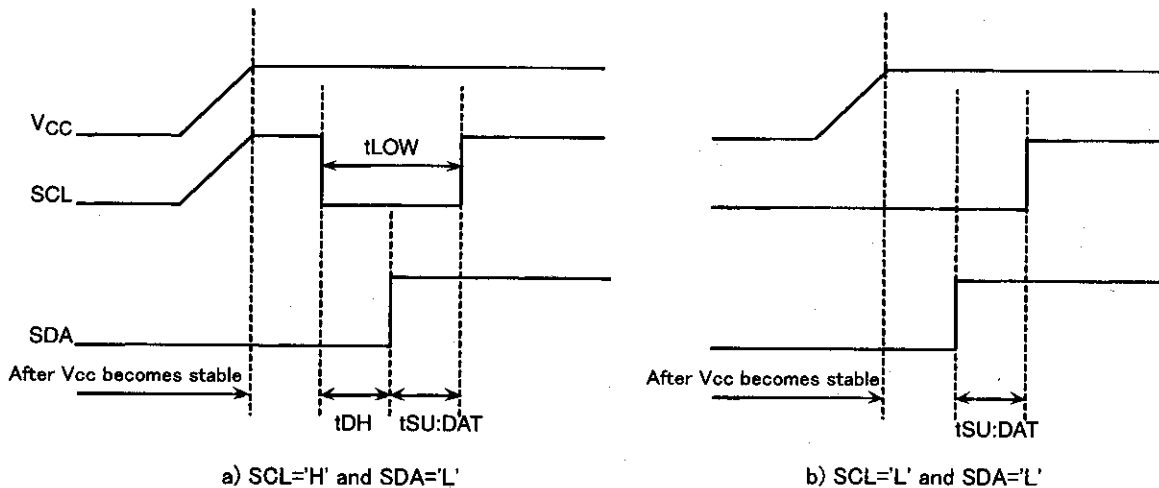 VCC
SCL
tLOW
SDA
After Vcc becomes stable
tDH
tSU:DAT
a) SCL='H' and SDA='L'
After Vcc becomes stable
tSU:DAT
b) SCL='L' and SDA='L'